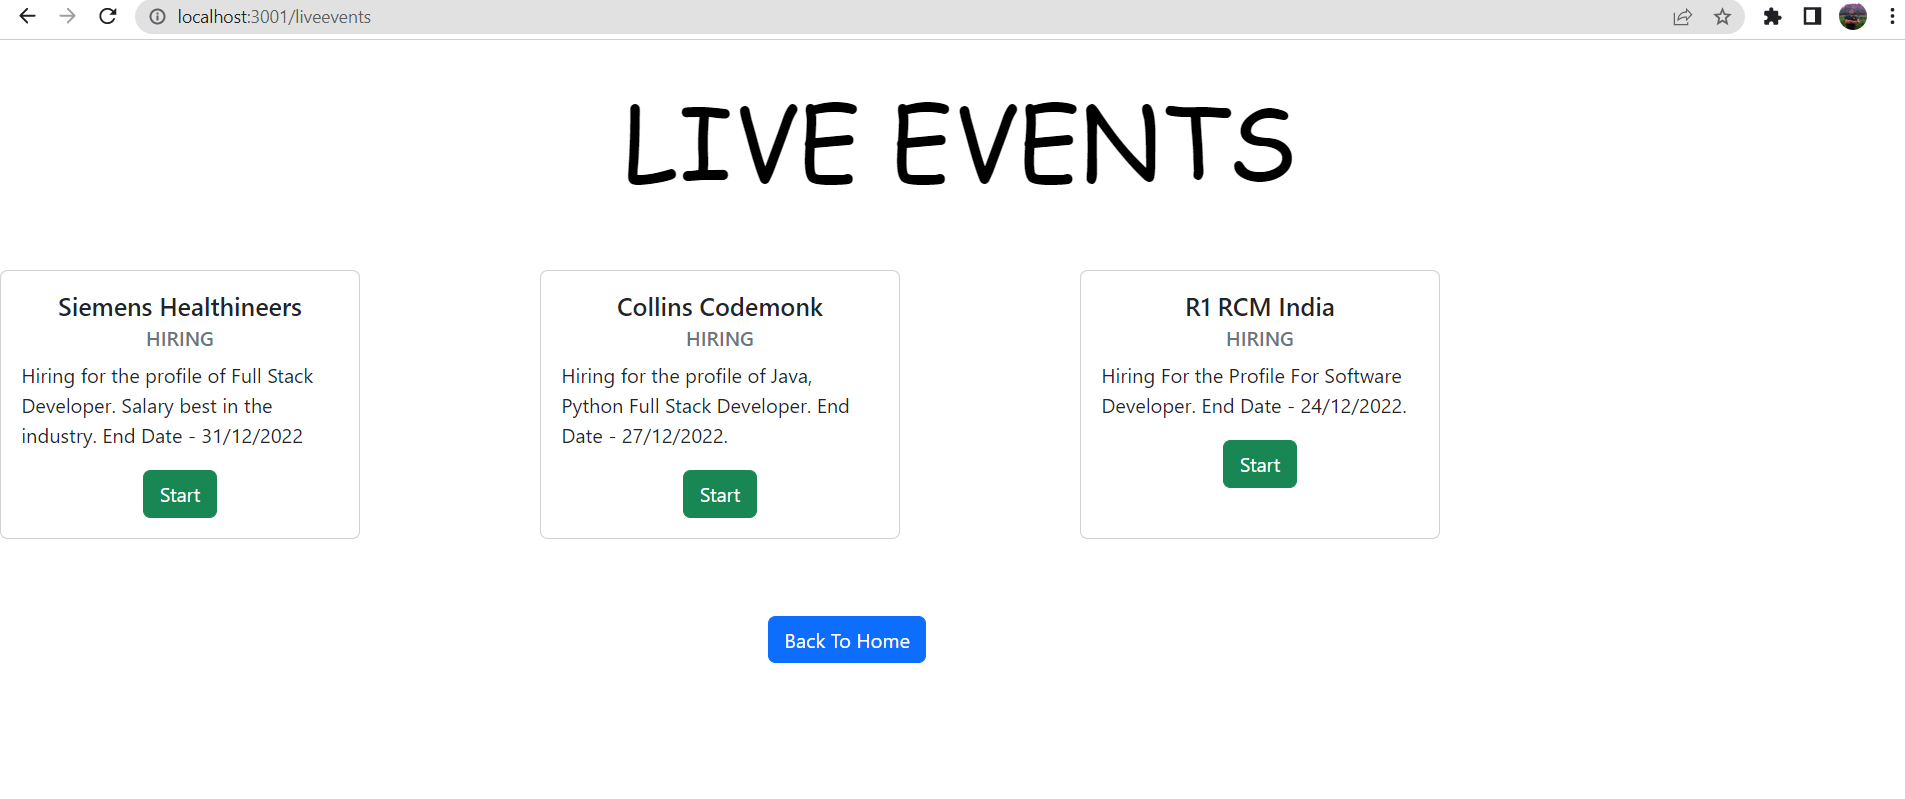 localhost:3001/liveevents
LIVE EVENTS
Siemens Healthineers
HIRING
Hiring for the profile of Full Stack
Developer. Salary best in the
industry. End Date - 31/12/2022
Start
Collins Codemonk
HIRING
Hiring for the profile of Java,
Python Full Stack Developer. End
Date - 27/12/2022.
Start
R1 RCM India
HIRING
Hiring For the Profile For Software
Developer. End Date - 24/12/2022.
Start
Back To Home